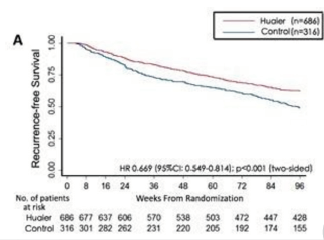 Huaier (n=686)
Control(n=316)
A
Recurrence-free Survival
1.00
0.75
0.50
0.25
0.00
HR 0.669 (95%CI: 0.549-0.814); p<0.001 (two-sided)
0 8 16 24 36 48 60 72 84 96
Weeks From Randomization
No. of patients
at risk
Huaier 686 677 637 606 570 538 503 472 447 428
Control 316 301 282 262 231 220 205 192 174 155